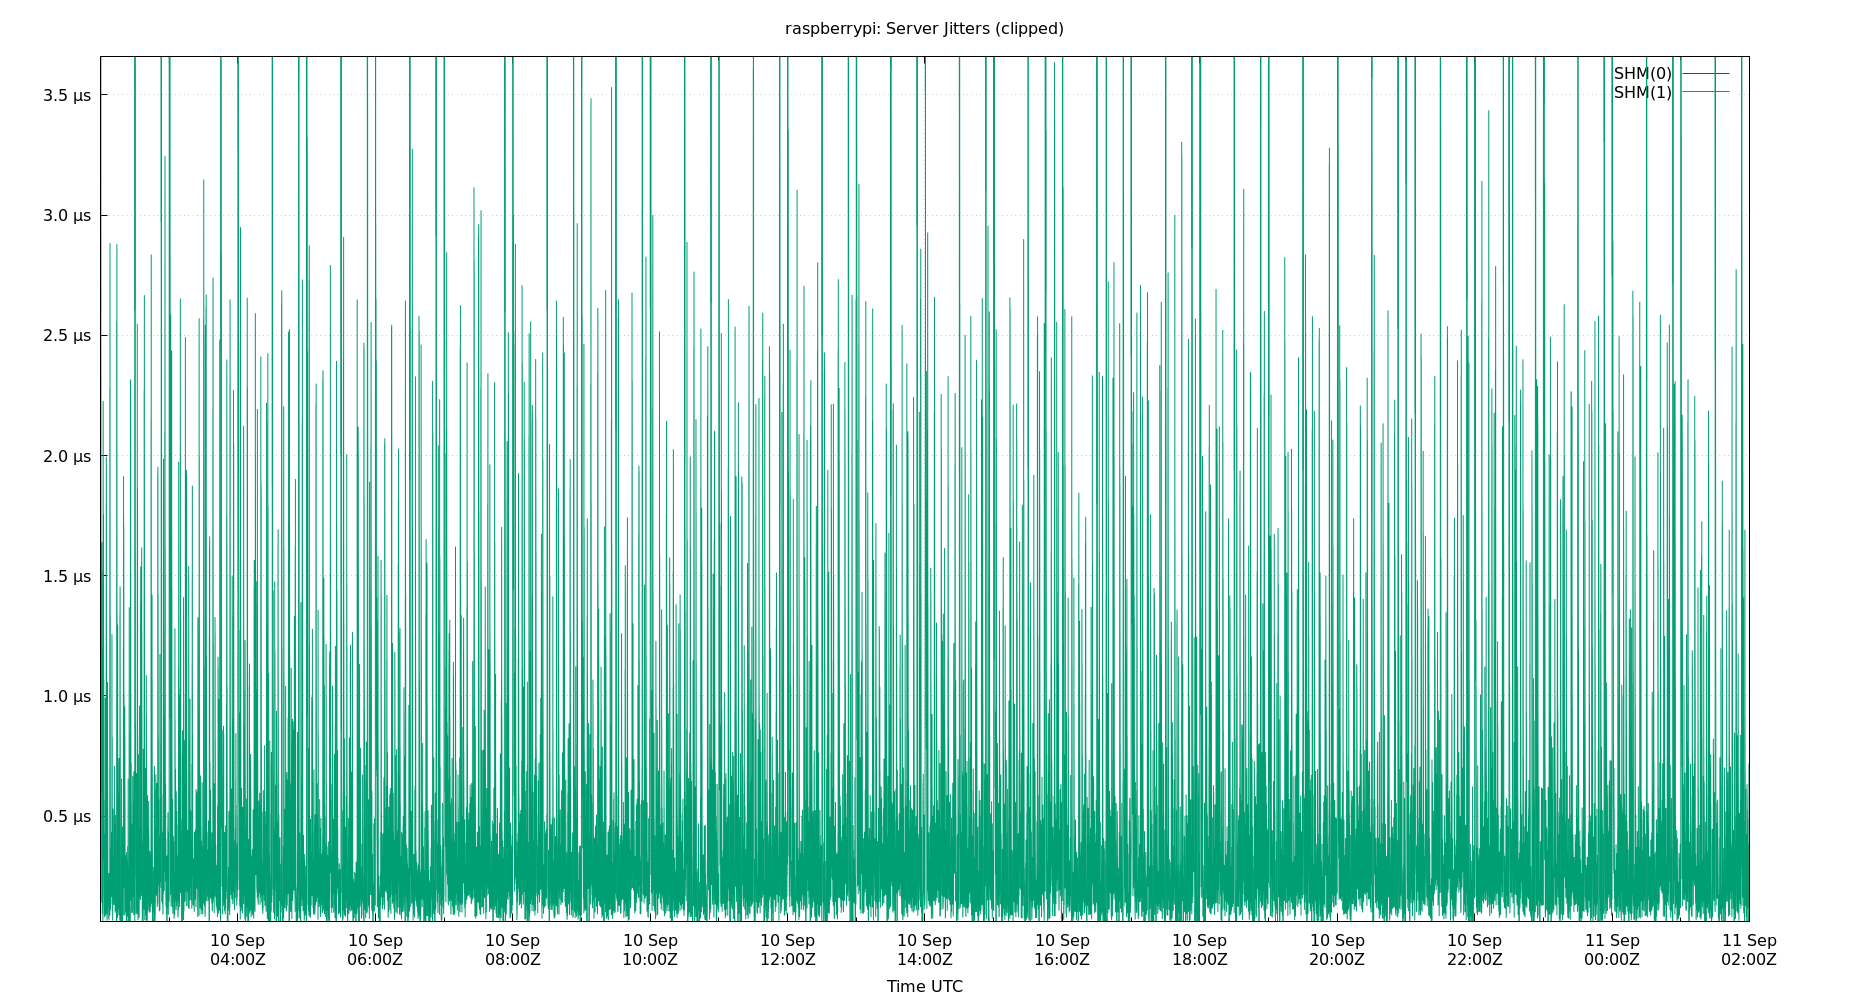 raspberrypi: Server Jitters (clipped)
SHM(0)
SHM(1)
3.5 µs
3.0 µs
2.5 µs
2.0 µs
1.5 µs
1.0 µs
0.5 µs
10 Sep
04:00Z
10 Sep
06:00Z
10 Sep
08:00Z
10 Sep
10:00Z
10 Sep
12:00Z
10 Sep
14:00Z
10 Sep
16:00Z
10 Sep
18:00Z
10 Sep
20:00Z
10 Sep
22:00Z
11 Sep
00:00Z
11 Sep
02:00Z
Time UTC